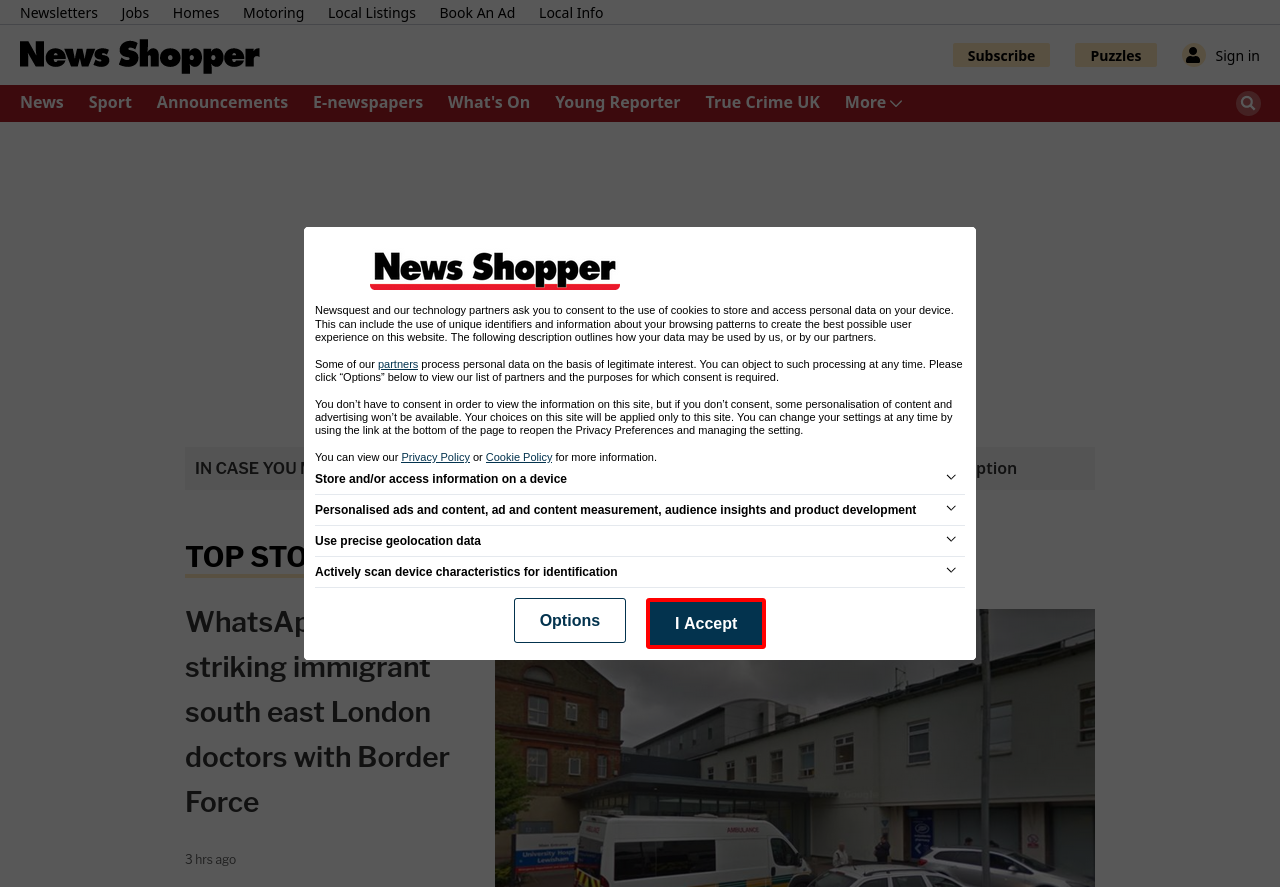 Newsletters Jobs Homes Motoring Local Listings Book An Ad Local Info
News Shopper
Subscribe Puzzles Sign in
News Sport Announcements E-newspapers What's On Young Reporter True Crime UK More
News Shopper
Newsquest and our technology partners ask you to consent to the use of cookies to store and access personal data on your device.
This can include the use of unique identifiers and information about your browsing patterns to create the best possible user
experience on this website. The following description outlines how your data may be used by us, or by our partners.
Some of our partners process personal data on the basis of legitimate interest. You can object to such processing at any time. Please
click “Options” below to view our list of partners and the purposes for which consent is required.
You don’t have to consent in order to view the information on this site, but if you don’t consent, some personalisation of content and
advertising won’t be available. Your choices on this site will be applied only to this site. You can change your settings at any time by
using the link at the bottom of the page to reopen the Privacy Preferences and managing the setting.
You can view our Privacy Policy or Cookie Policy for more information.
Store and/or access information on a device
Personalised ads and content, ad and content measurement, audience insights and product development
Use precise geolocation data
Actively scan device characteristics for identification
Options I Accept
IN CASE YOU
TOP
striking immigrant
south east London
doctors with Border
Force
3 hrs ago
University Hospital
Lewisham
AMBULANCE